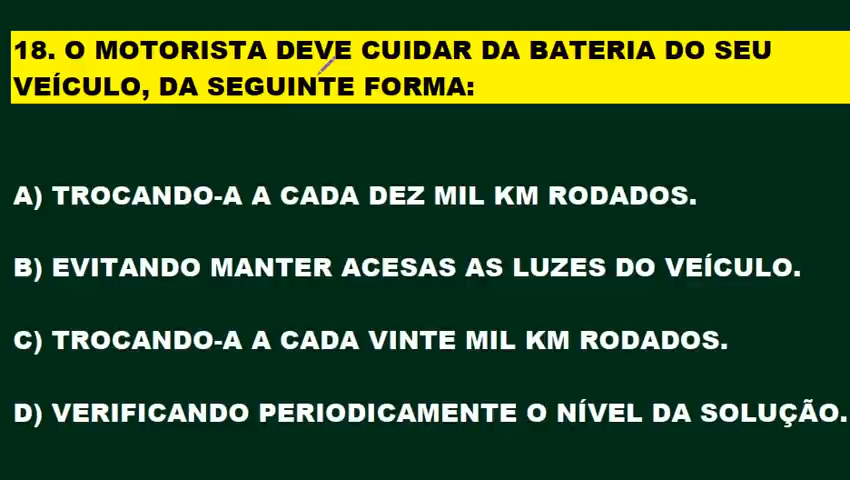 18. O MOTORISTA DEVE CUIDAR DA BATERIA DO SEU
VEÍCULO, DA SEGUINTE FORMA:
A) TROCANDO-A A CADA DEZ MIL KM RODADOS.
B) EVITANDO MANTER ACESAS AS LUZES DO VEÍCULO.
C) TROCANDO-A A CADA VINTE MIL KM RODADOS.
D) VERIFICANDO PERIODICAMENTE O NÍVEL DA SOLUÇÃO.